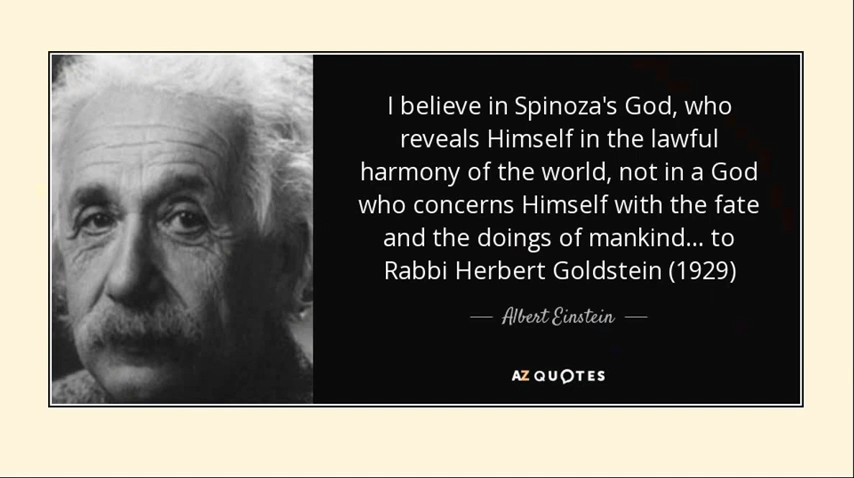 I believe in Spinoza's God, who
reveals Himself in the lawful
harmony of the world, not in a God
who concerns Himself with the fate
and the doings of mankind... to
Rabbi Herbert Goldstein (1929)
Albert Einstein
AZ QUOTES